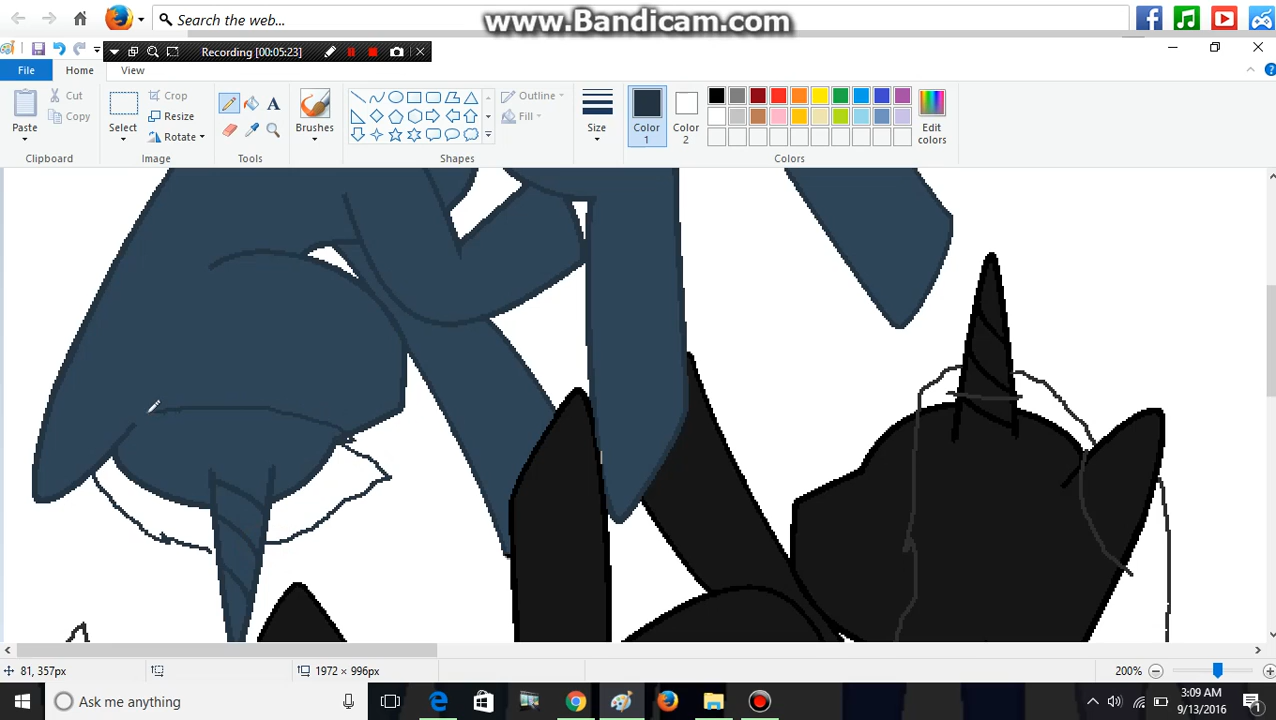 www.Bandicam.com
Search the web...
Recording [00:05:23]
File Home View
Paste Cut Copy Select Crop Resize Rotate Brushes Outline Fill Size Color 1 Color 2 Edit colors
Clipboard Image Tools Shapes Colors
81, 357px 1972 × 996px 200%
Ask me anything 3:09 AM
9/13/2016